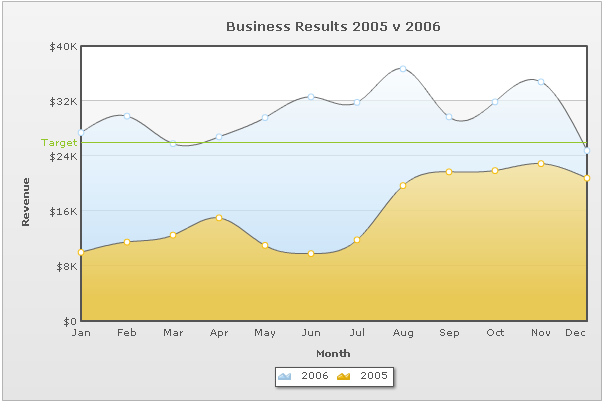 Business Results 2005 v 2006
$40K
$32K
Target
$24K
$16K
$8K
$0
Revenue
Jan Feb Mar Apr May Jun Jul Aug Sep Oct Nov Dec
Month
2006 2005